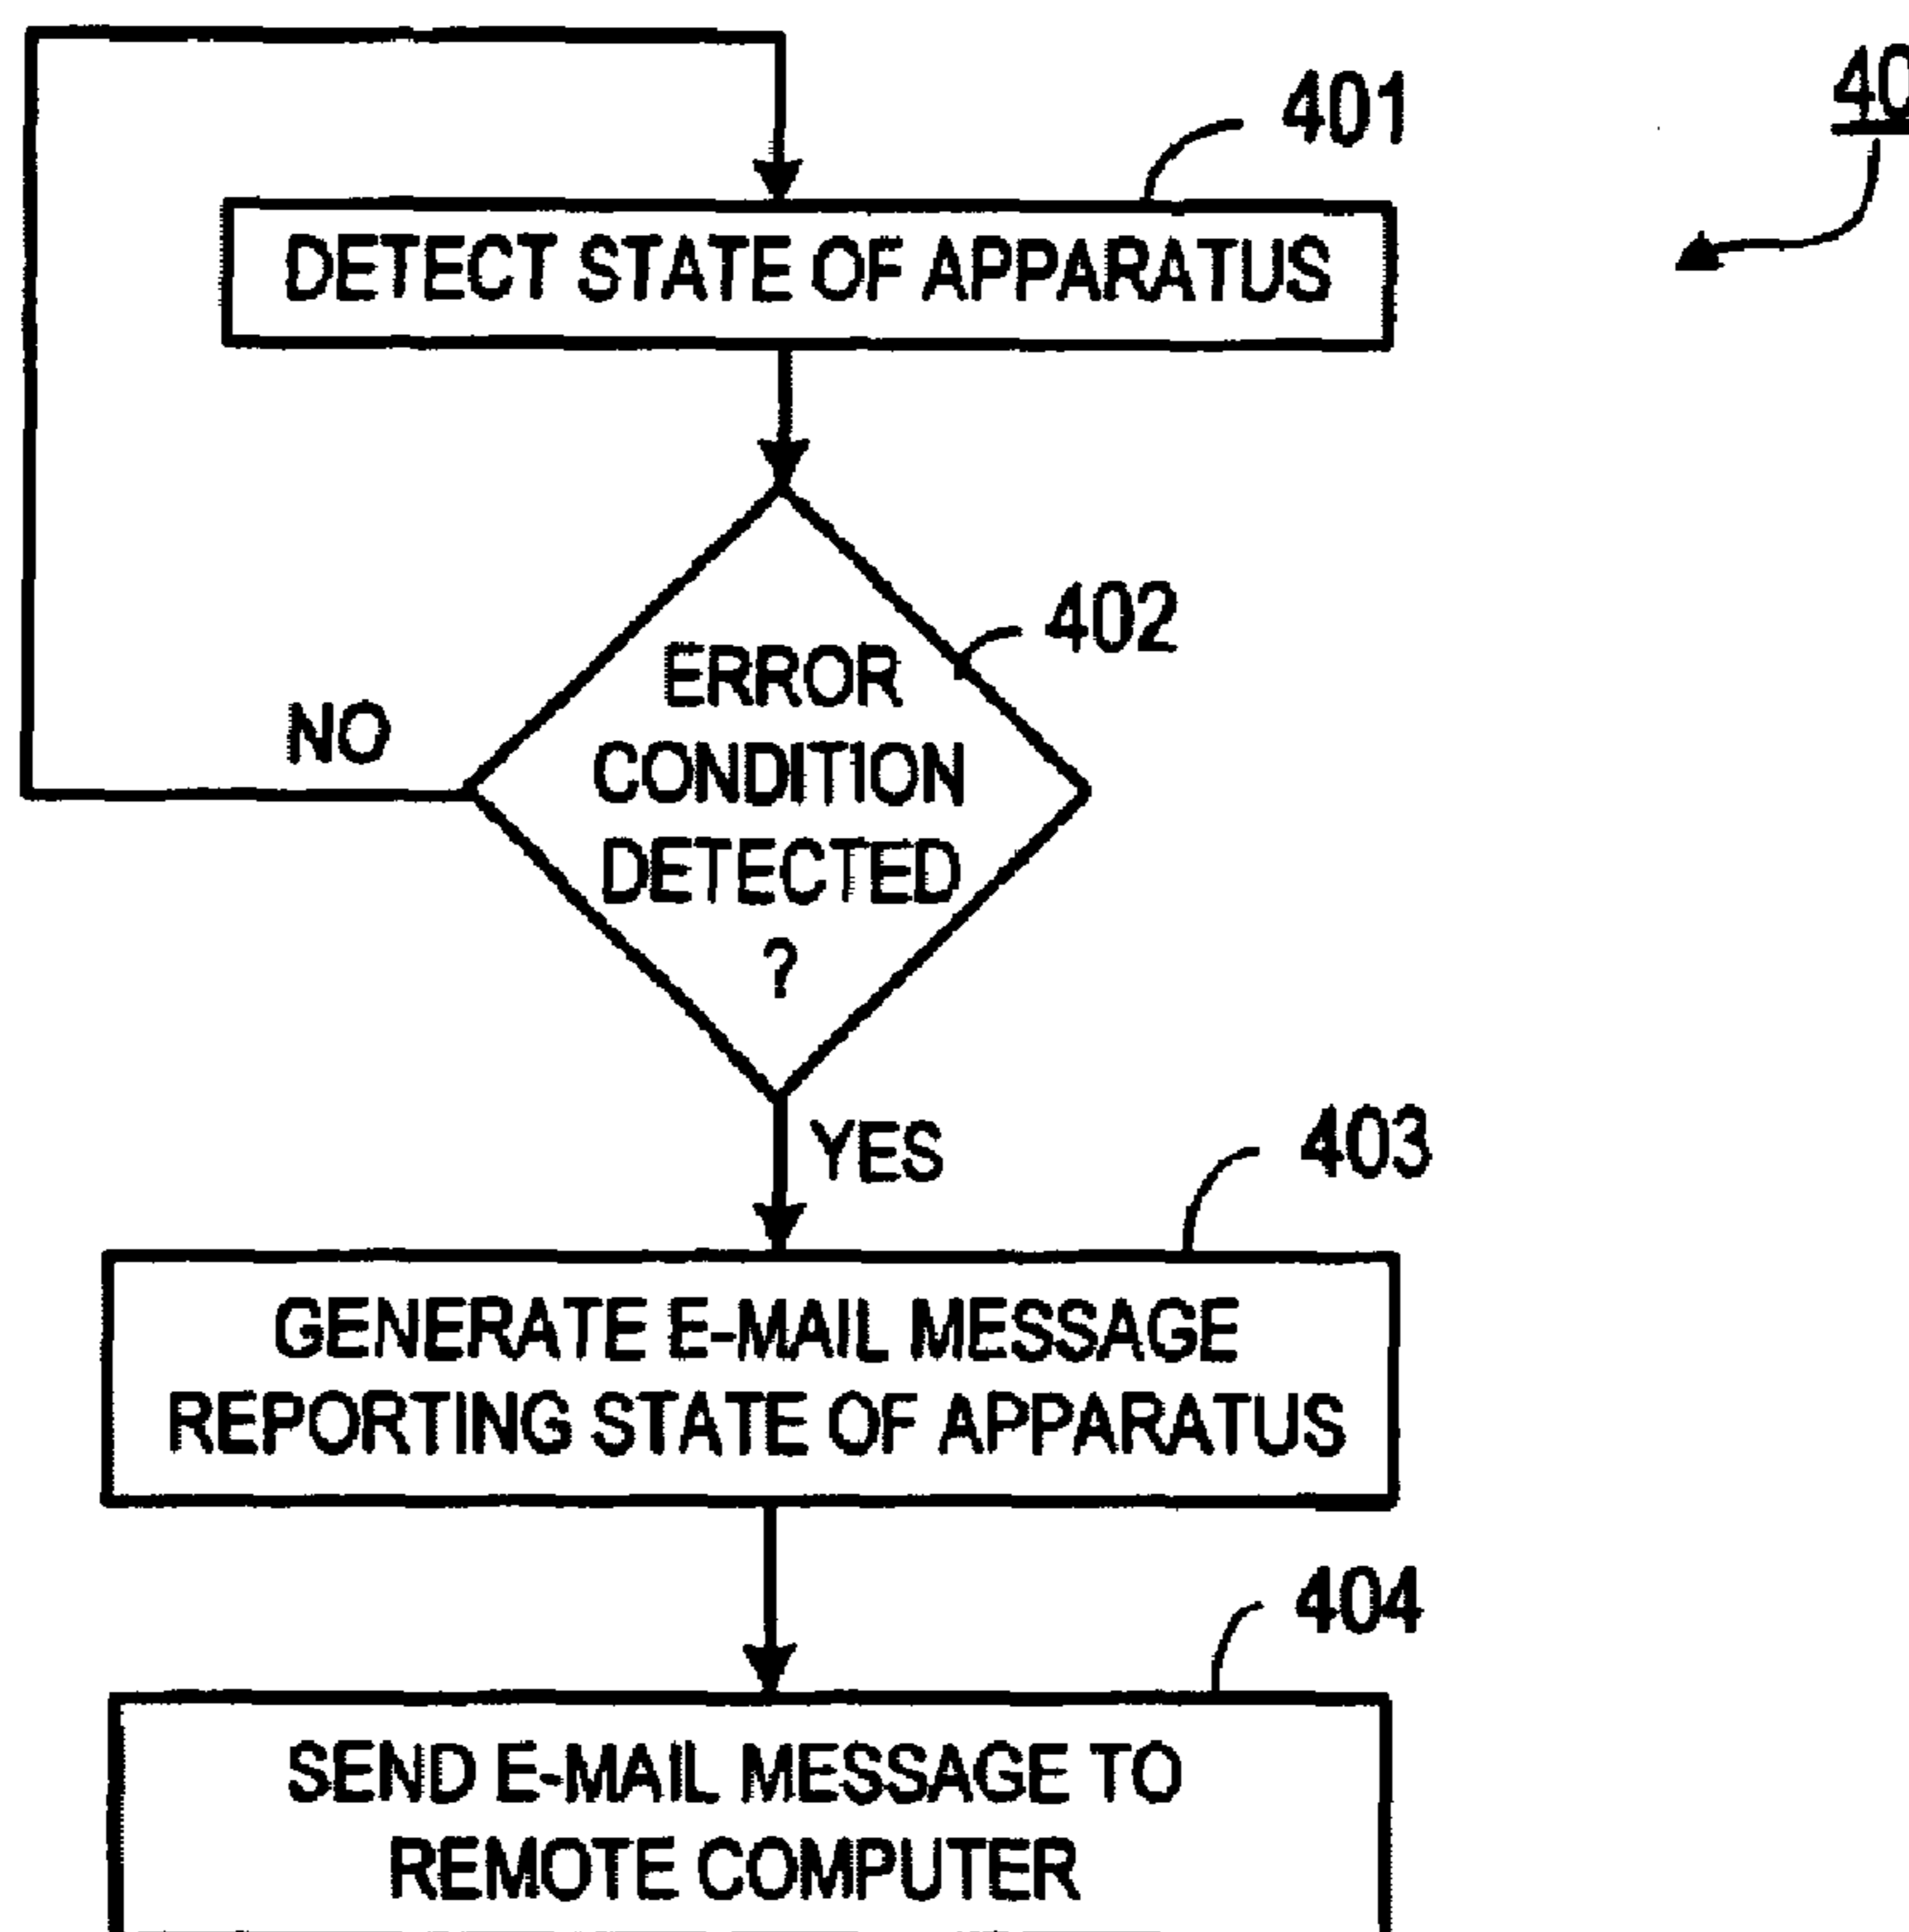 401
DETECT STATE OF APPARATUS
402
ERROR
CONDITION
DETECTED
?
NO
YES
403
GENERATE E-MAIL MESSAGE
REPORTING STATE OF APPARATUS
404
SEND E-MAIL MESSAGE TO
REMOTE COMPUTER